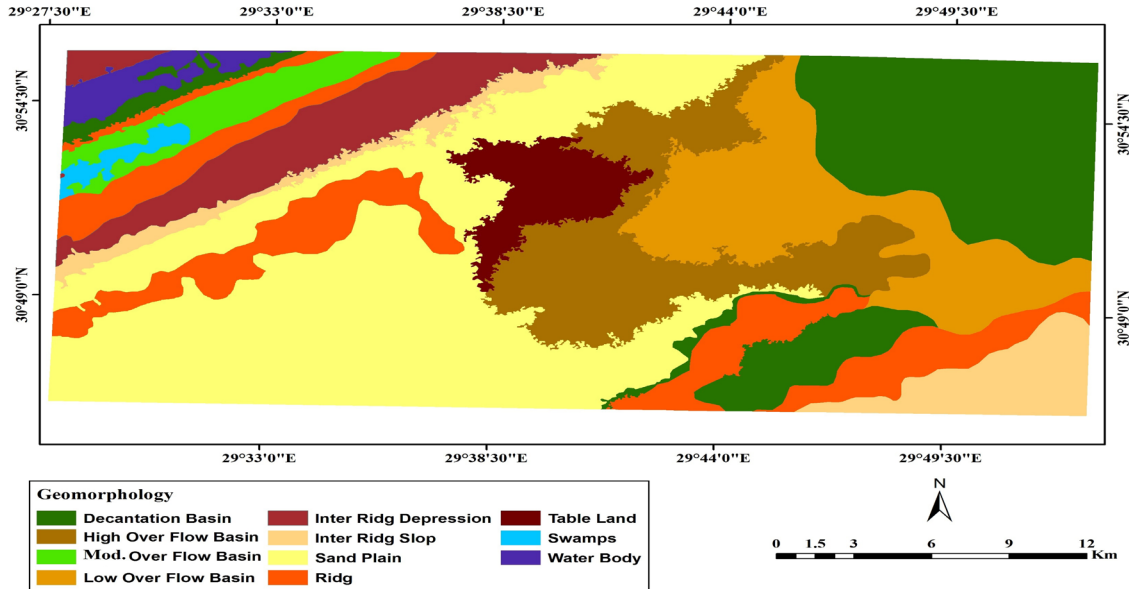 29°27'30"E 29°33'0"E 29°38'30"E 29°44'0"E 29°49'30"E
30°54'30"N
30°54'30"N
30°49'0"N
30°49'0"N
29°33'0"E 29°38'30"E 29°44'0"E 29°49'30"E
Geomorphology
Decantation Basin
High Over Flow Basin
Mod. Over Flow Basin
Low Over Flow Basin
Inter Ridg Depression
Inter Ridg Slop
Sand Plain
Ridg
Table Land
Swamps
Water Body
N
0 1.5 3 6 9 12
Km